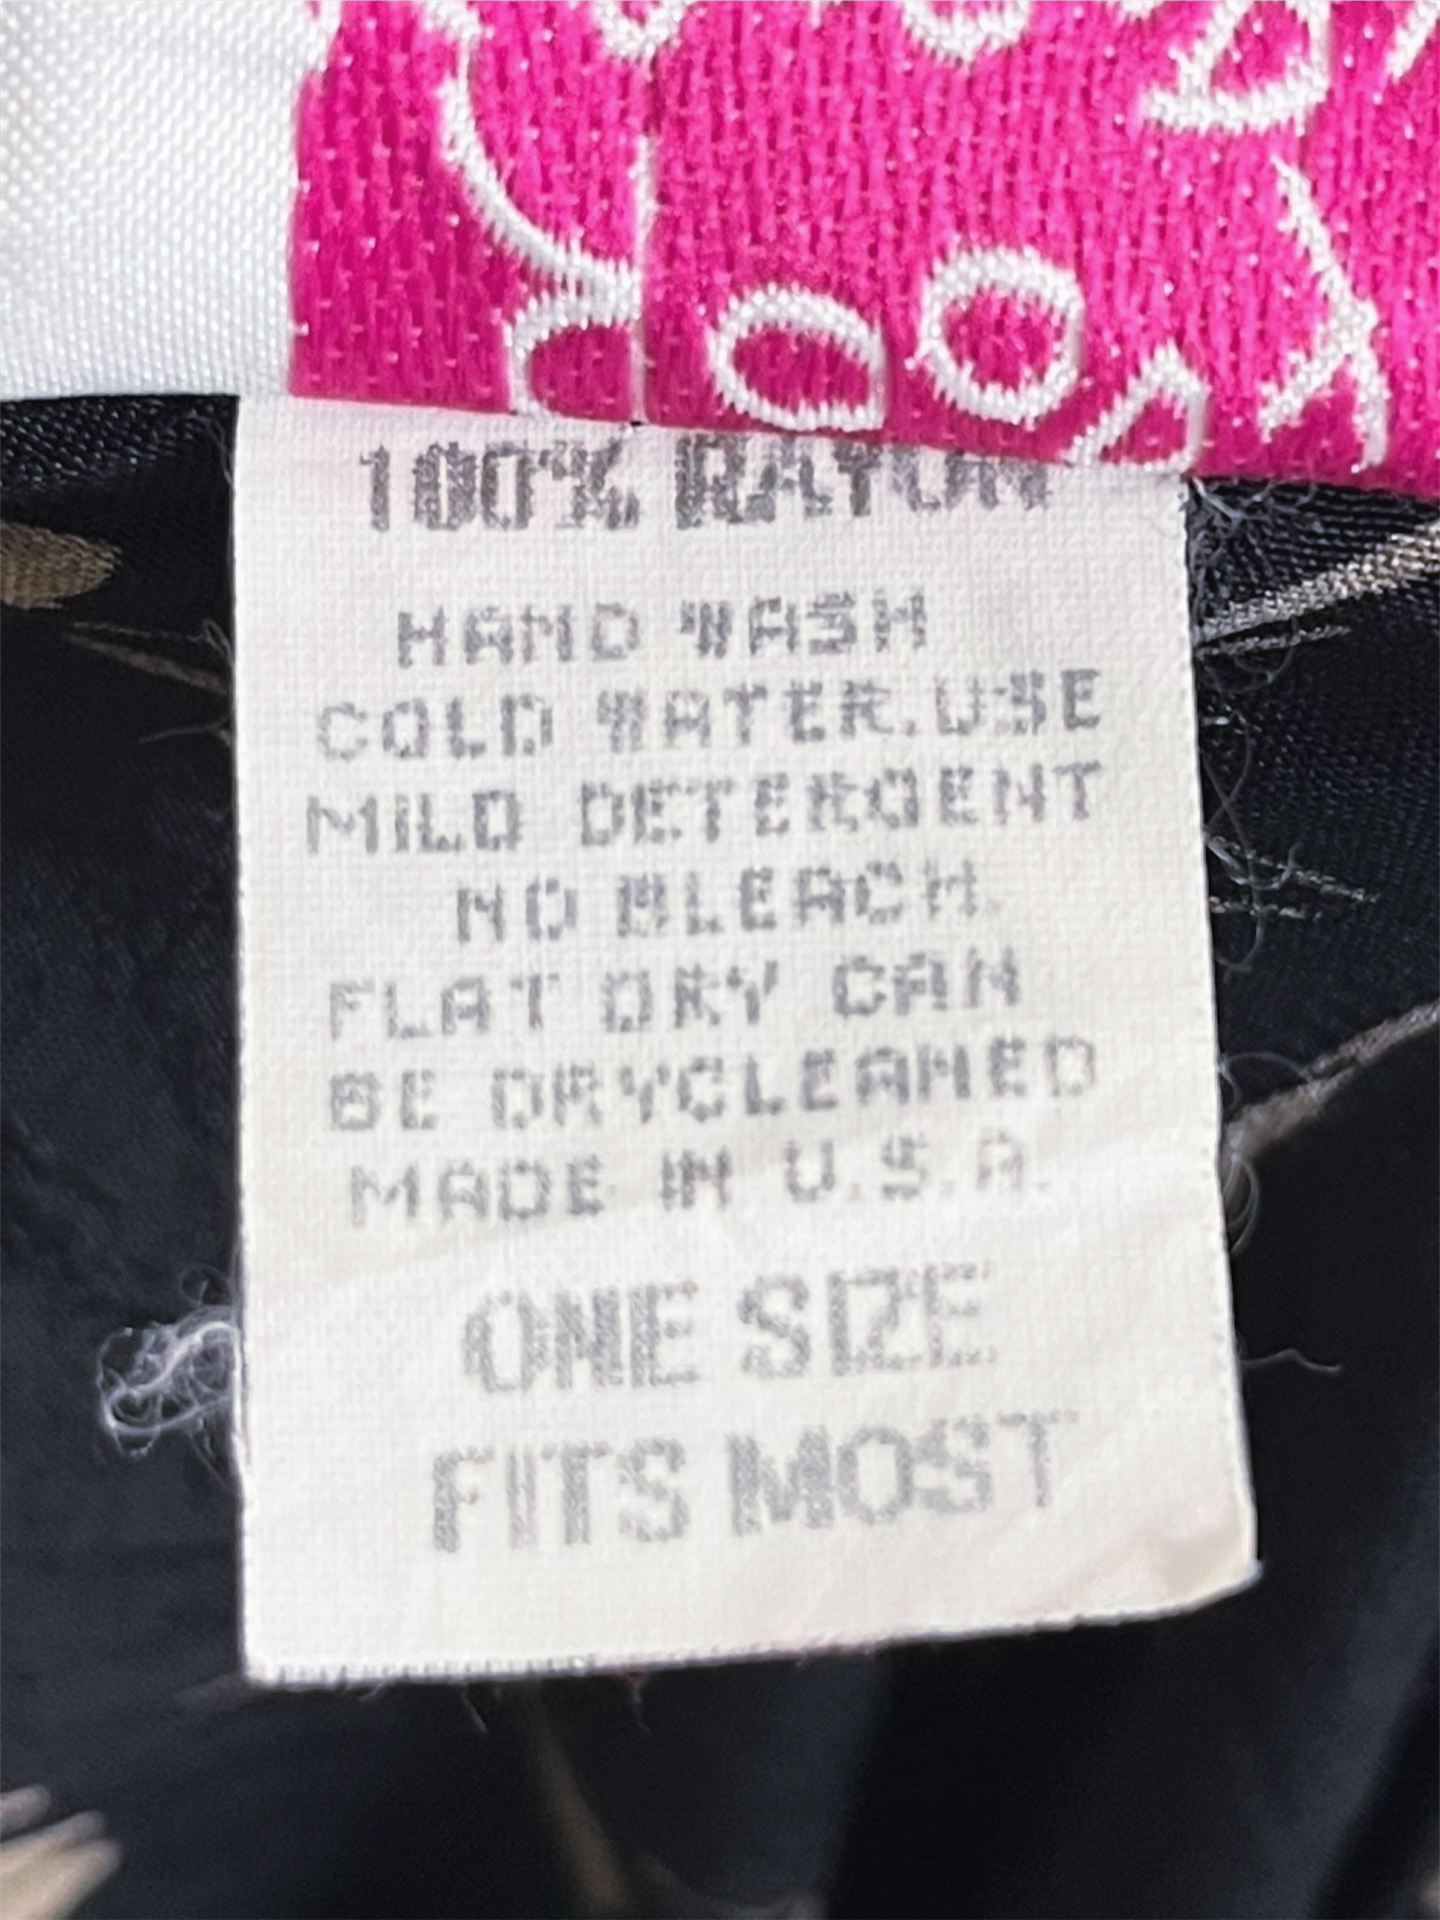 100% RAYON
HAND WASH
COLD WATER.USE
MILD DETERGENT
NO BLEACH.
FLAT DRY CAN
BE DRYCLEANED
MADE IN U.S.A.
ONE SIZE
FITS MOST